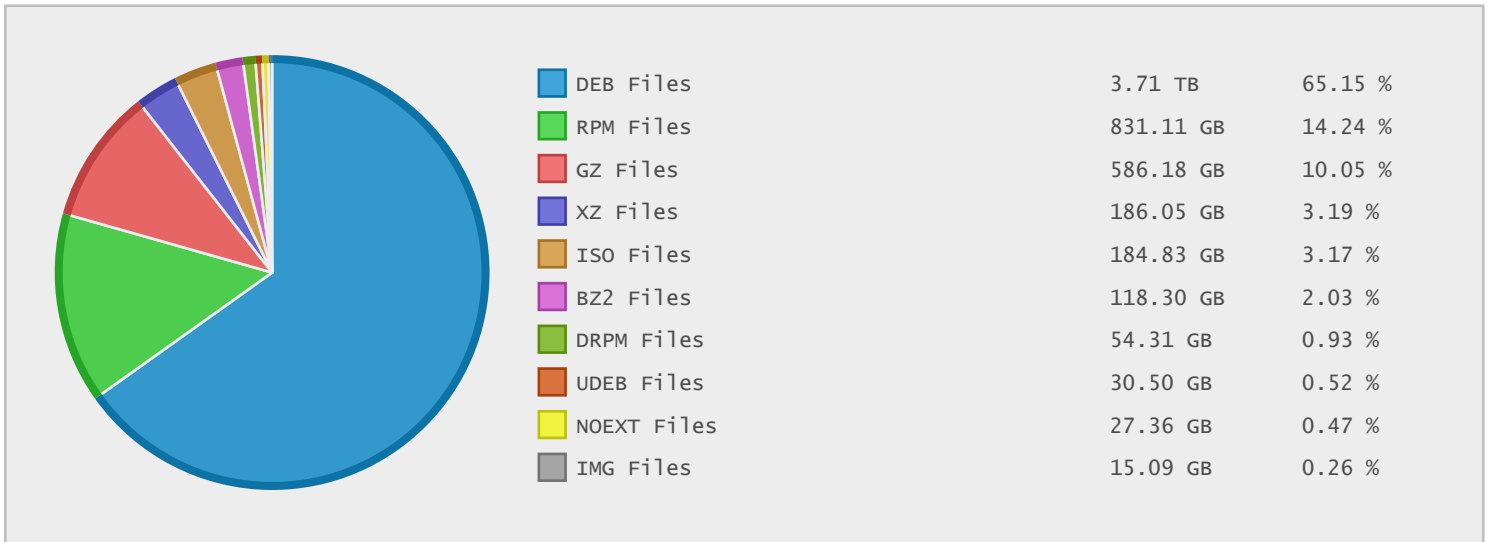 DEB Files 3.71 TB 65.15 %
RPM Files 831.11 GB 14.24 %
GZ Files 586.18 GB 10.05 %
XZ Files 186.05 GB 3.19 %
ISO Files 184.83 GB 3.17 %
BZ2 Files 118.30 GB 2.03 %
DRPM Files 54.31 GB 0.93 %
UDEB Files 30.50 GB 0.52 %
NOEXT Files 27.36 GB 0.47 %
IMG Files 15.09 GB 0.26 %